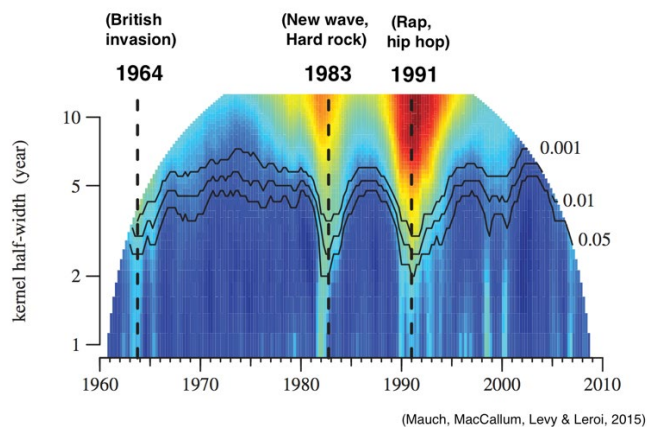 (British
invasion)
1964
(New wave,
Hard rock)
1983
(Rap,
hip hop)
1991
kernel half-width (year)
10
5
2
1
0.001
0.01
0.05
1960 1970 1980 1990 2000 2010
(Mauch, MacCallum, Levy & Leroi, 2015)